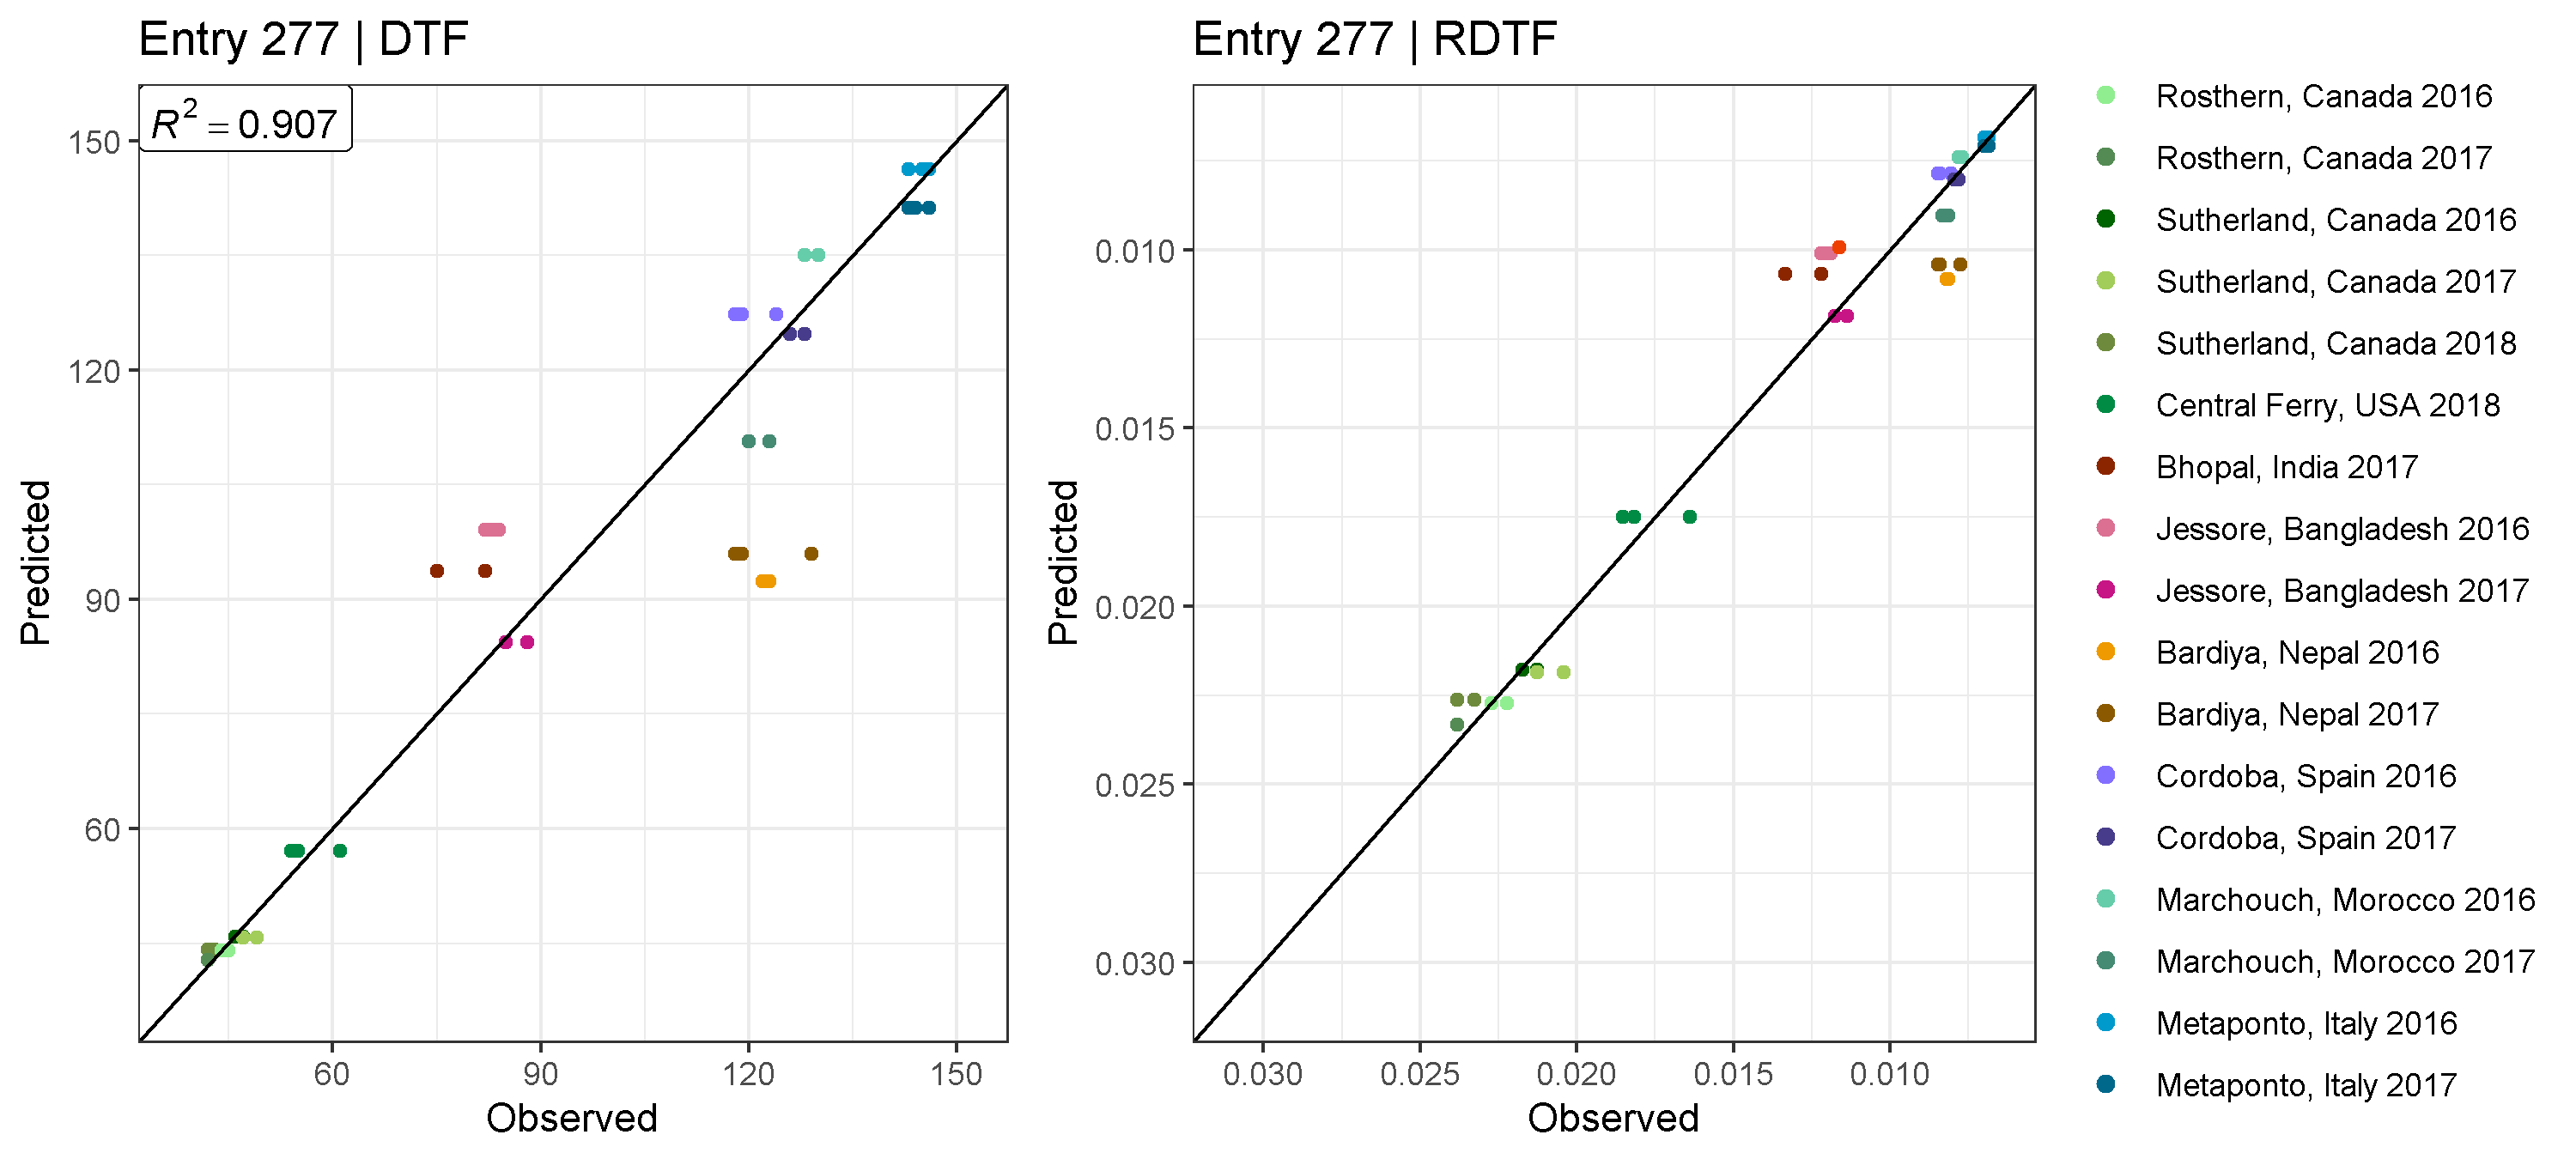 Entry 277 | DTF
R² = 0.907
150
120
90
60
60
90
120
150
Predicted
Observed
Entry 277 | RDTF
0.010
0.015
0.020
0.025
0.030
0.030
0.025
0.020
0.015
0.010
Predicted
Observed
Rosthern, Canada 2016
Rosthern, Canada 2017
Sutherland, Canada 2016
Sutherland, Canada 2017
Sutherland, Canada 2018
Central Ferry, USA 2018
Bhopal, India 2017
Jessore, Bangladesh 2016
Jessore, Bangladesh 2017
Bardiya, Nepal 2016
Bardiya, Nepal 2017
Cordoba, Spain 2016
Cordoba, Spain 2017
Marchouch, Morocco 2016
Marchouch, Morocco 2017
Metaponto, Italy 2016
Metaponto, Italy 2017